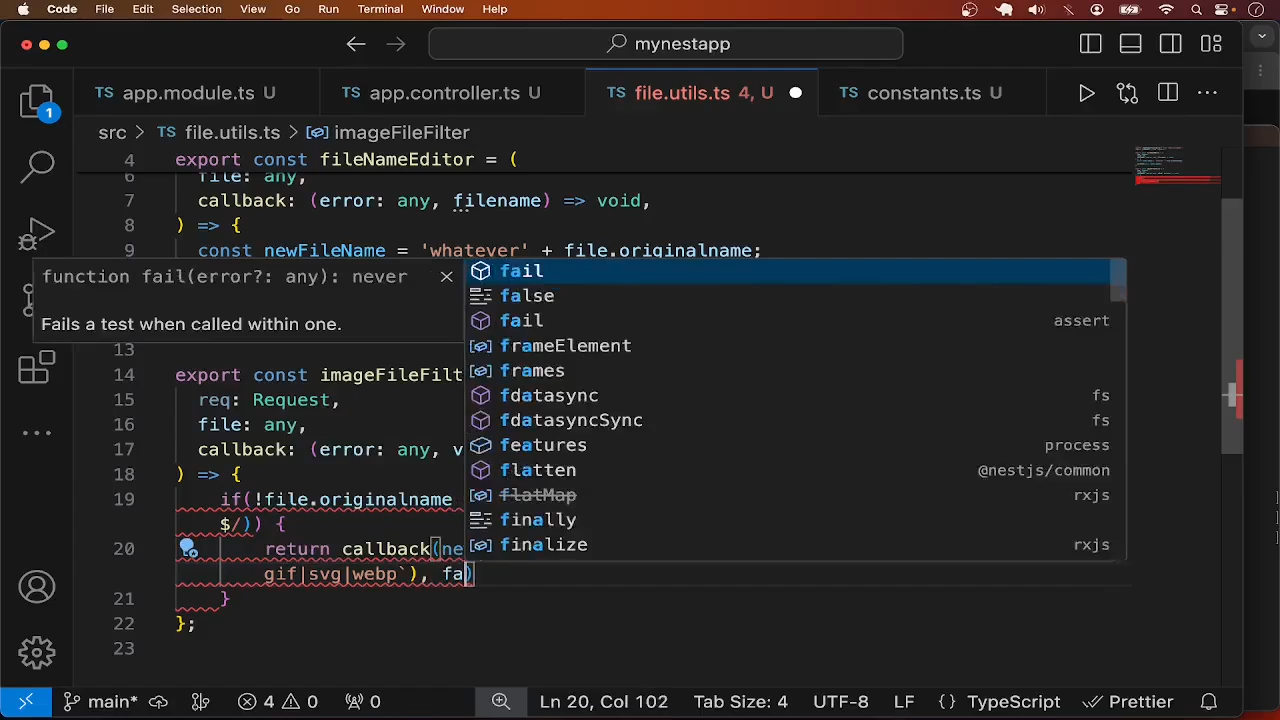 Code File Edit Selection View Go Run Terminal Window Help
mynestapp
TS app.module.ts U TS app.controller.ts U TS file.utils.ts 4, U TS constants.ts U
src > TS file.utils.ts > imageFileFilter
4 export const fileNameEditor = (
6 file: any,
7 callback: (error: any, filename) => void,
8 ) => {
9 const newFileName = 'whatever' + file.originalname;
function fail(error?: any): never
Fails a test when called within one.
fail
false
fail assert
frameElement
frames
fdatasync fs
fdatasyncSync fs
features process
flatten @nestjs/common
flatMap rxjs
finally
finalize rxjs
13
14 export const imageFileFilt
15 req: Request,
16 file: any,
17 callback: (error: any, v
18 ) => {
19 if(!file.originalname
$/)) {
20 return callback(ne
gif|svg|webp`), fa)
21 }
22 };
23
1
main* 4 0 0 Ln 20, Col 102 Tab Size: 4 UTF-8 LF {} TypeScript Prettier